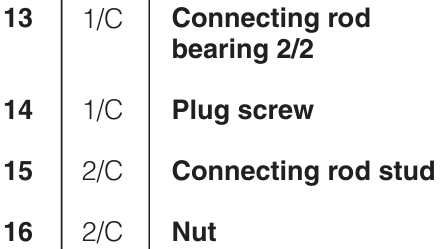 13 1/C Connecting rod
bearing 2/2
14 1/C Plug screw
15 2/C Connecting rod stud
16 2/C Nut